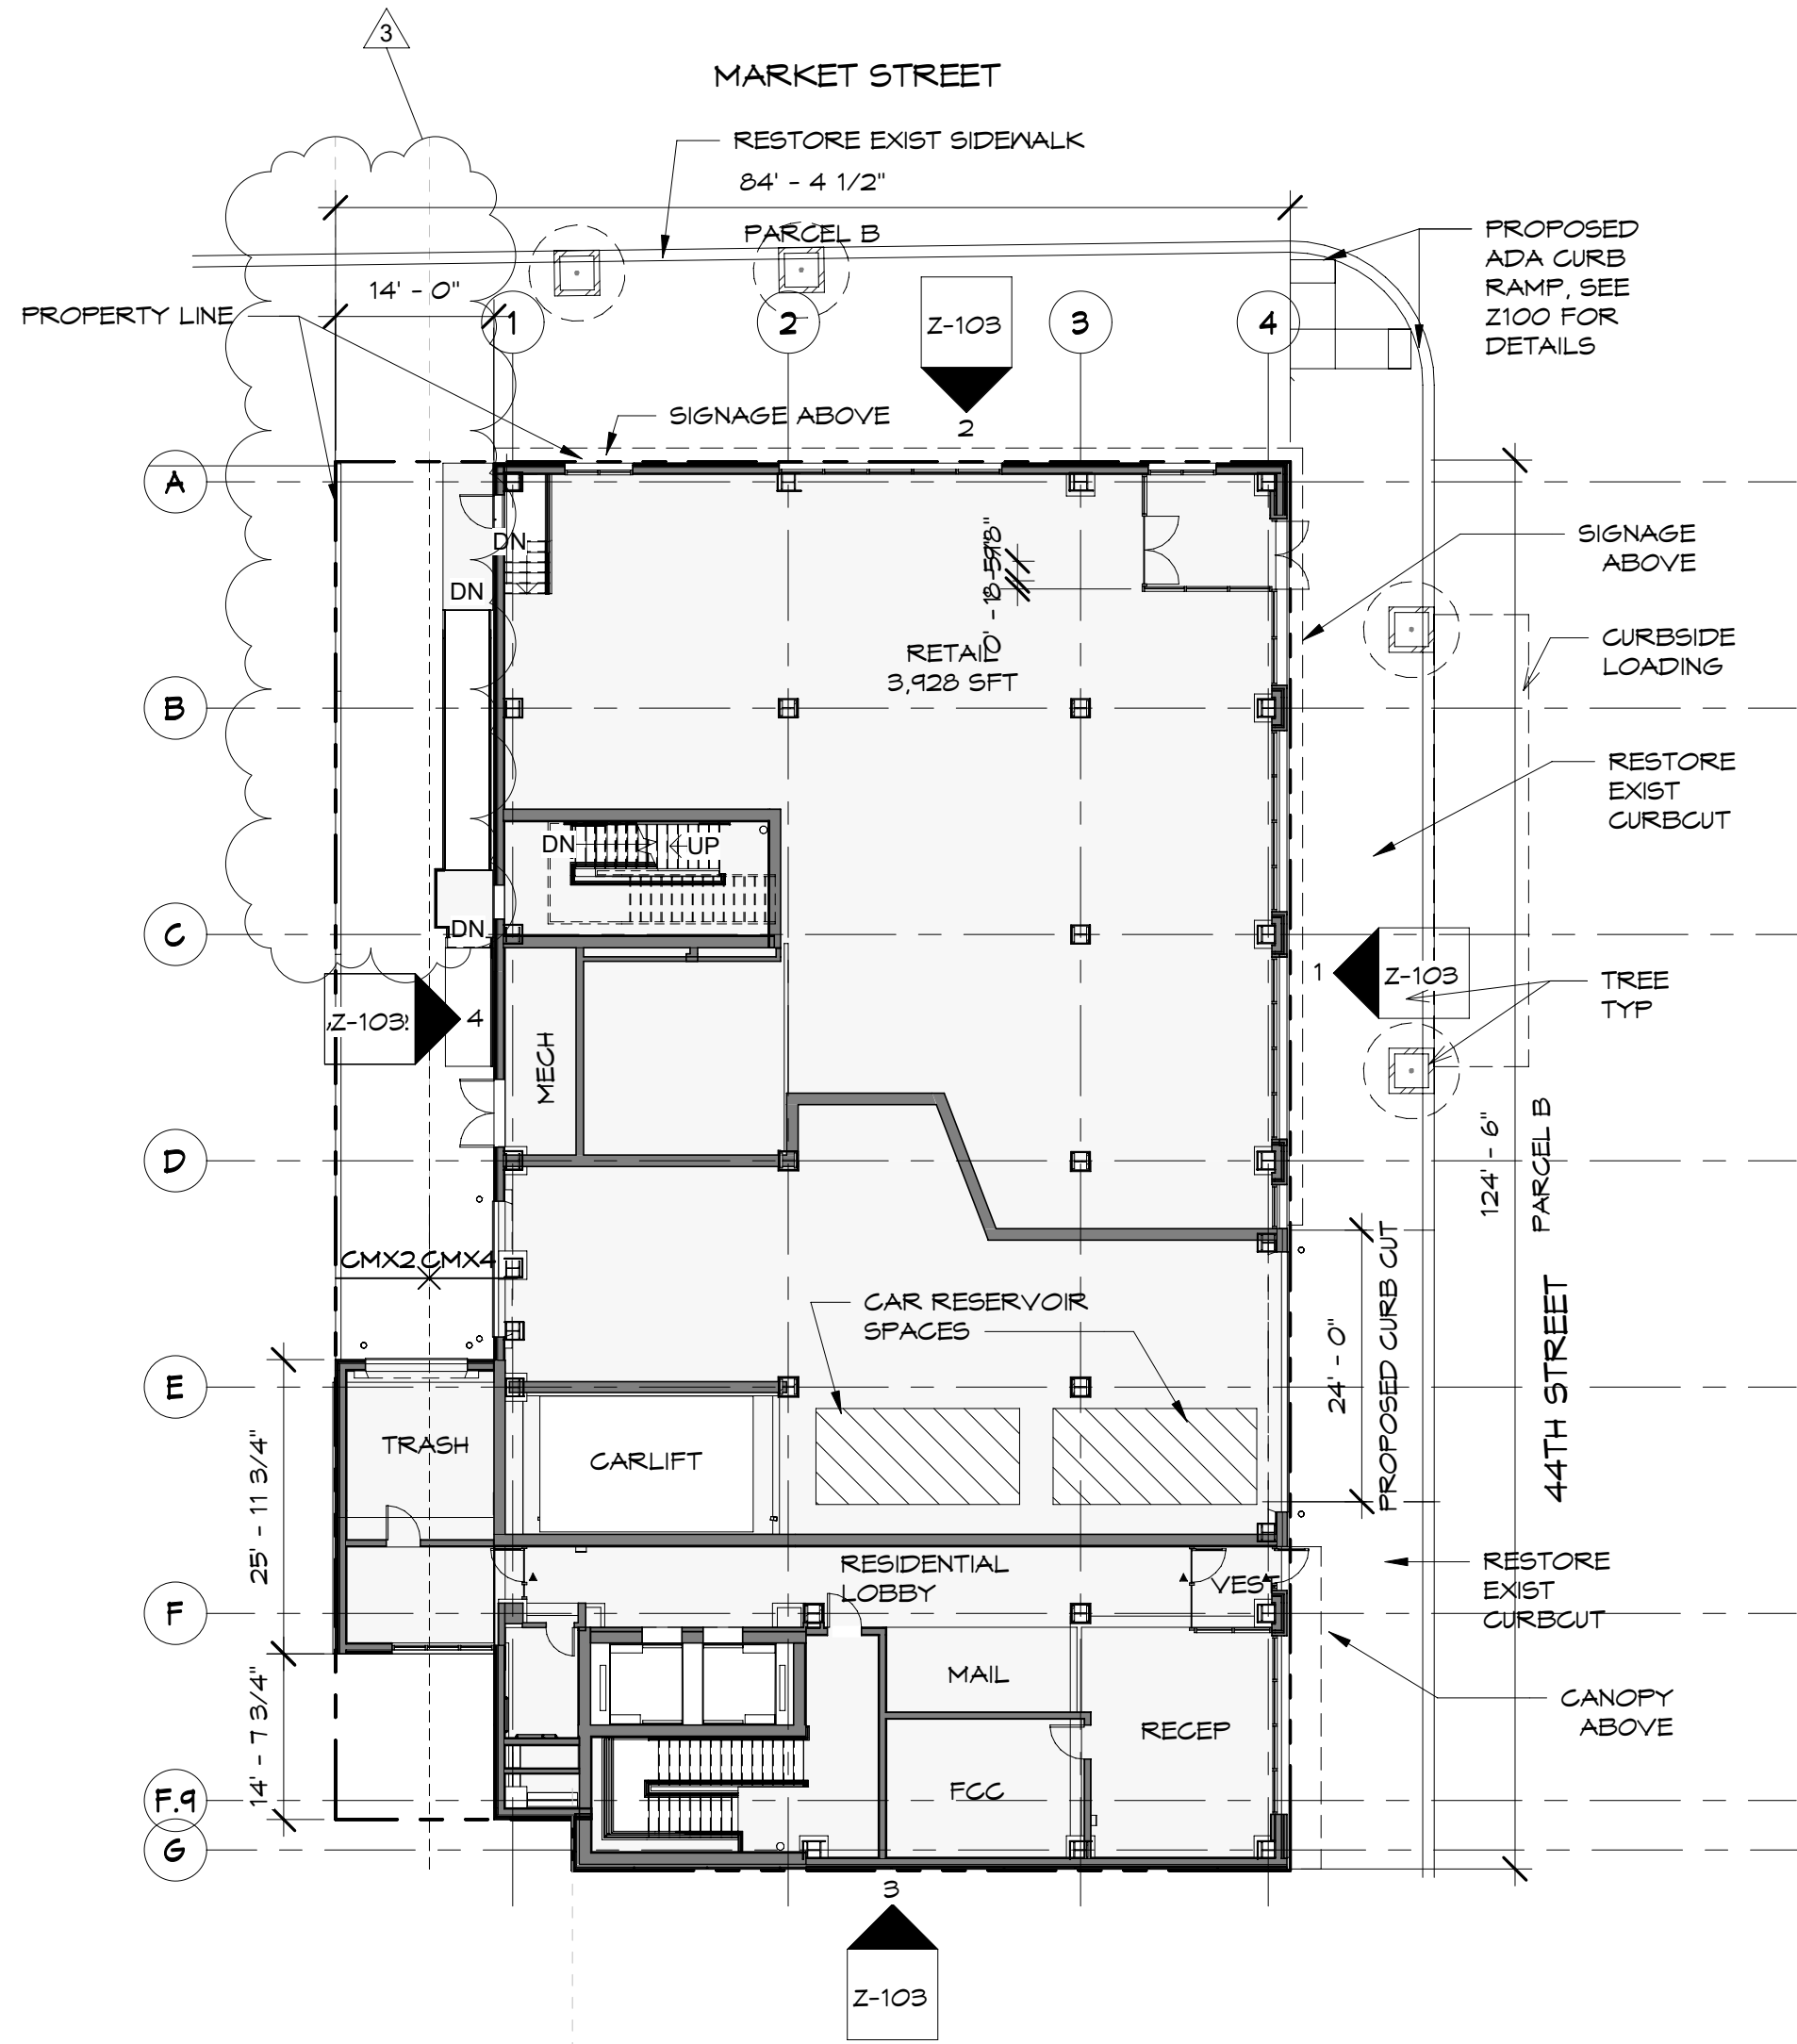 3
MARKET STREET
RESTORE EXIST SIDEWALK
84' - 4 1/2"
PARCEL B
PROPOSED
ADA CURB
RAMP, SEE
Z100 FOR
DETAILS
14' - 0"
PROPERTY LINE
1
2
Z-103
3
4
SIGNAGE ABOVE
2
A
DN
DN
SIGNAGE
ABOVE
CURBSIDE
LOADING
RETAIL
3,928 SFT
B
RESTORE
EXIST
CURBCUT
DN
UP
C
DN
1
Z-103
TREE
TYP
Z-103
4
MECH
D
124' - 6"
PARCEL B
CMX2
CMX4
CAR RESERVOIR
SPACES
24' - 0"
PROPOSED CURB CUT
44TH STREET
E
TRASH
CARLIFT
25' - 11 3/4"
RESIDENTIAL
LOBBY
VEST
RESTORE
EXIST
CURBCUT
F
MAIL
RECEP
CANOPY
ABOVE
14' - 7 3/4"
FCC
F.9
G
3
Z-103